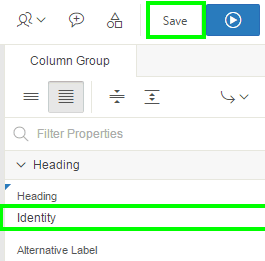 Save
Column Group
Filter Properties
Heading
Heading
Identity
Alternative Label